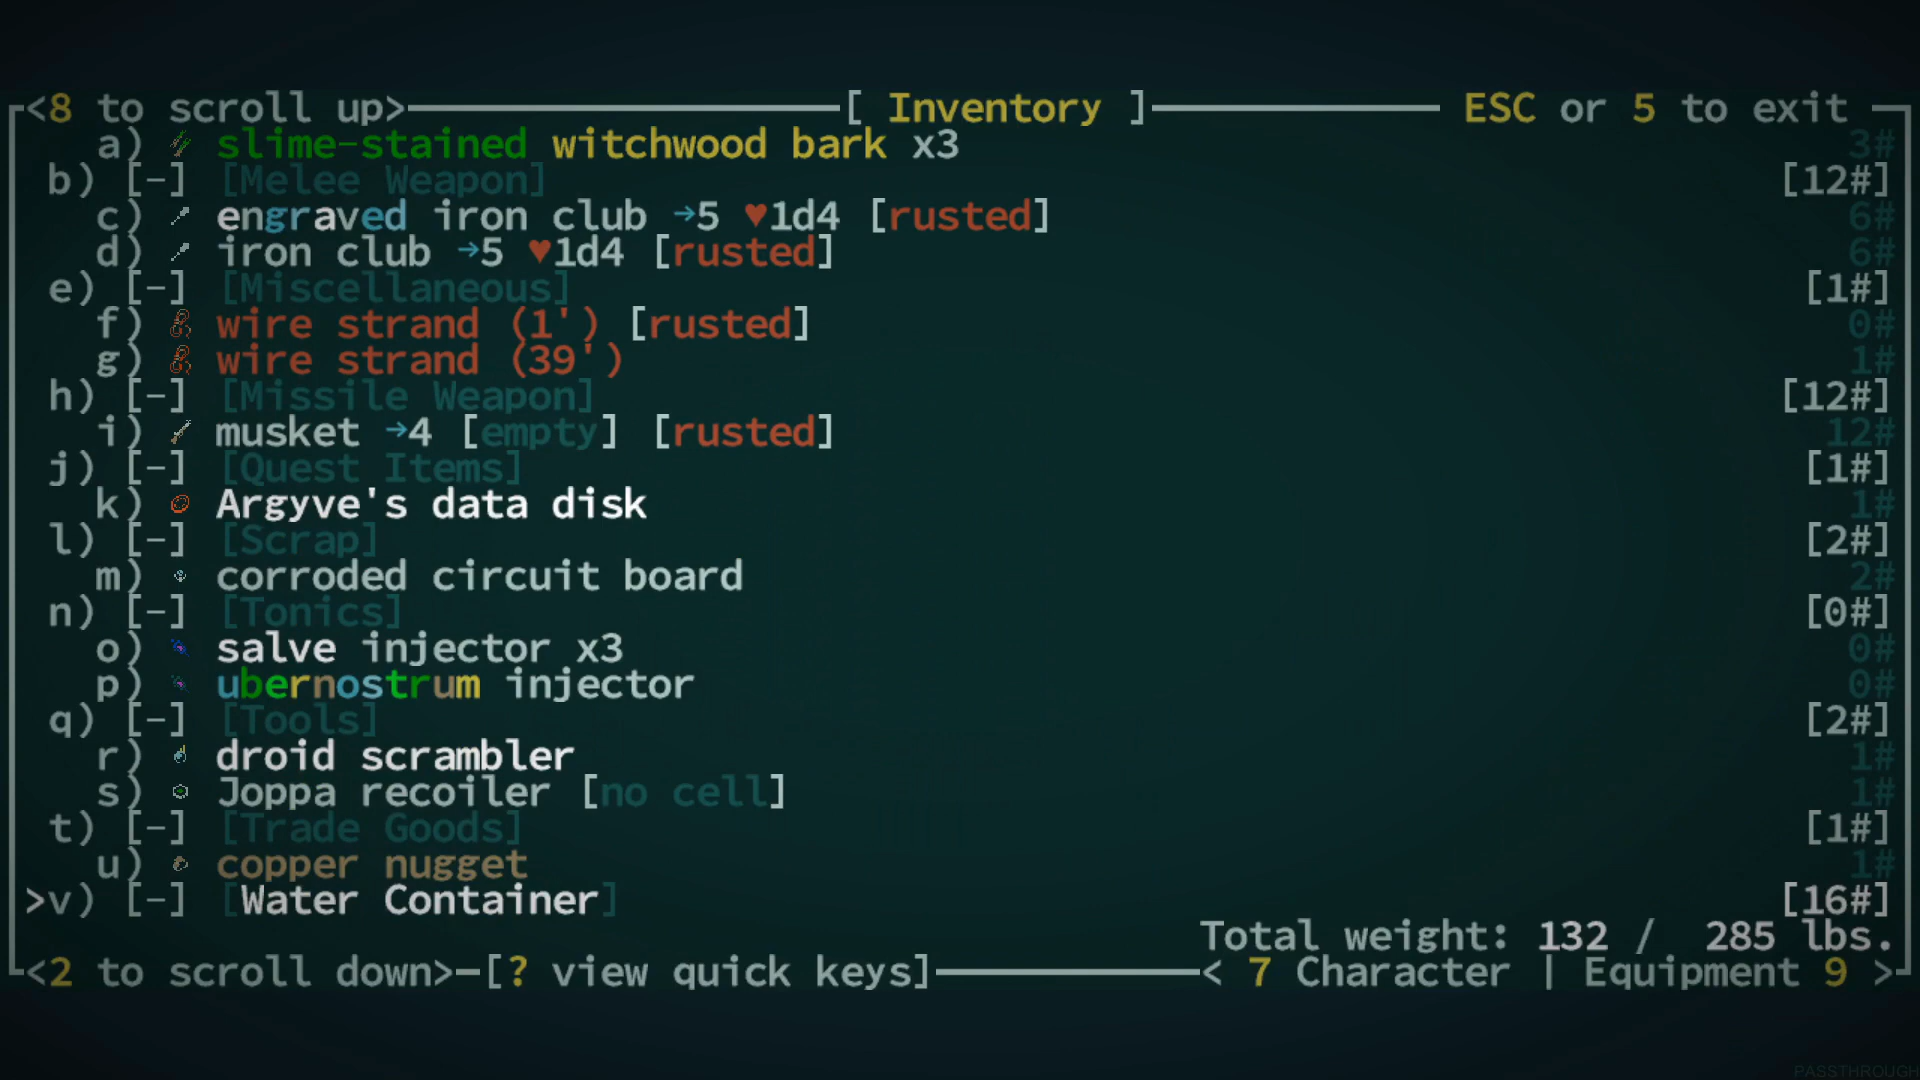 <8 to scroll up> [ Inventory ] ESC or 5 to exit
a) slime-stained witchwood bark x3 3#
b) [-] [Melee Weapon] [12#]
c) engraved iron club →5 ♥1d4 [rusted] 6#
d) iron club →5 ♥1d4 [rusted] 6#
e) [-] [Miscellaneous] [1#]
f) wire strand (1') [rusted] 0#
g) wire strand (39') 1#
h) [-] [Missile Weapon] [12#]
i) musket →4 [empty] [rusted] 12#
j) [-] [Quest Items] [1#]
k) Argyve's data disk 1#
l) [-] [Scrap] [2#]
m) corroded circuit board 2#
n) [-] [Tonics] [0#]
o) salve injector x3 0#
p) ubernostrum injector 0#
q) [-] [Tools] [2#]
r) droid scrambler 1#
s) Joppa recoiler [no cell] 1#
t) [-] [Trade Goods] [1#]
u) copper nugget 1#
>v) [-] [Water Container] [16#]
Total weight: 132 / 285 lbs.
<2 to scroll down> [? view quick keys] < 7 Character | Equipment 9 >
PASSTHROUGH